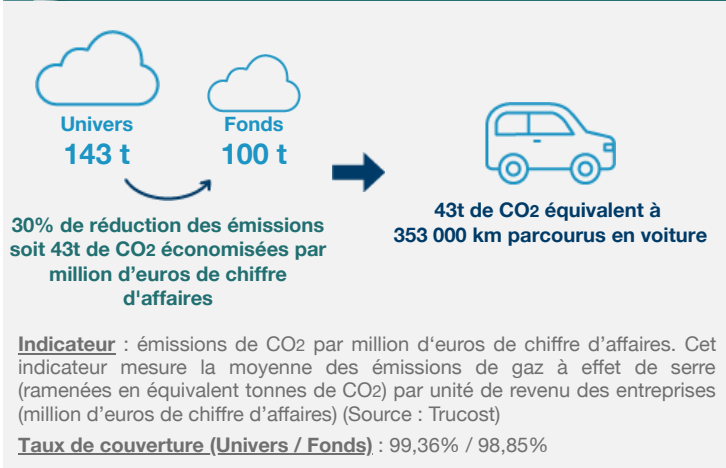 Univers
143 t
Fonds
100 t
30% de réduction des émissions
soit 43t de CO2 économisées par
million d’euros de chiffre
d'affaires
43t de CO2 équivalent à
353 000 km parcourus en voiture
Indicateur : émissions de CO2 par million d‘euros de chiffre d’affaires. Cet
indicateur mesure la moyenne des émissions de gaz à effet de serre
(ramenées en équivalent tonnes de CO2) par unité de revenu des entreprises
(million d’euros de chiffre d’affaires) (Source : Trucost)
Taux de couverture (Univers / Fonds) : 99,36% / 98,85%